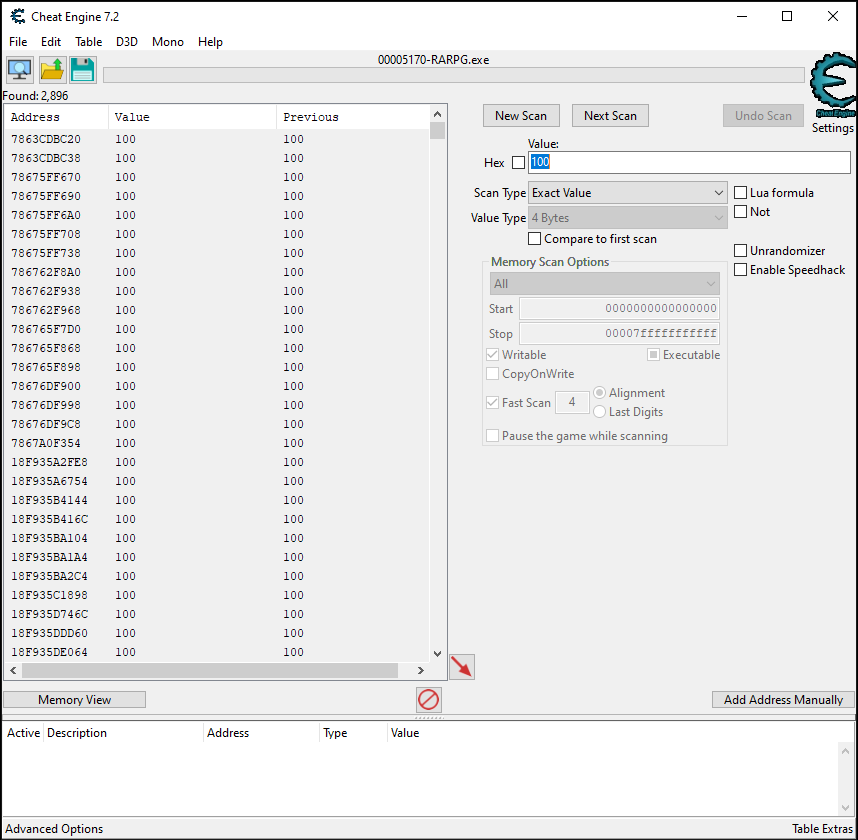 Cheat Engine 7.2
File Edit Table D3D Mono Help
00005170-RARPG.exe
Found: 2,896
Address Value Previous
7863CDBC20 100 100
7863CDBC38 100 100
78675FF670 100 100
78675FF690 100 100
78675FF6A0 100 100
78675FF708 100 100
78675FF738 100 100
786762F8A0 100 100
786762F938 100 100
786762F968 100 100
786765F7D0 100 100
786765F868 100 100
786765F898 100 100
78676DF900 100 100
78676DF998 100 100
78676DF9C8 100 100
7867A0F354 100 100
18F935A2FE8 100 100
18F935A6754 100 100
18F935B4144 100 100
18F935B416C 100 100
18F935BA104 100 100
18F935BA1A4 100 100
18F935BA2C4 100 100
18F935C1898 100 100
18F935D746C 100 100
18F935DDD60 100 100
18F935DE064 100 100
New Scan Next Scan Undo Scan
Cheat Engine
Settings
Value:
Hex 100
Scan Type Exact Value Lua formula
Value Type 4 Bytes Not
Compare to first scan
Memory Scan Options Unrandomizer
All Enable Speedhack
Start 0000000000000000
Stop 00007fffffffffff
Writable Executable
CopyOnWrite
Fast Scan 4 Alignment
Last Digits
Pause the game while scanning
Memory View Add Address Manually
Active Description Address Type Value
Advanced Options Table Extras